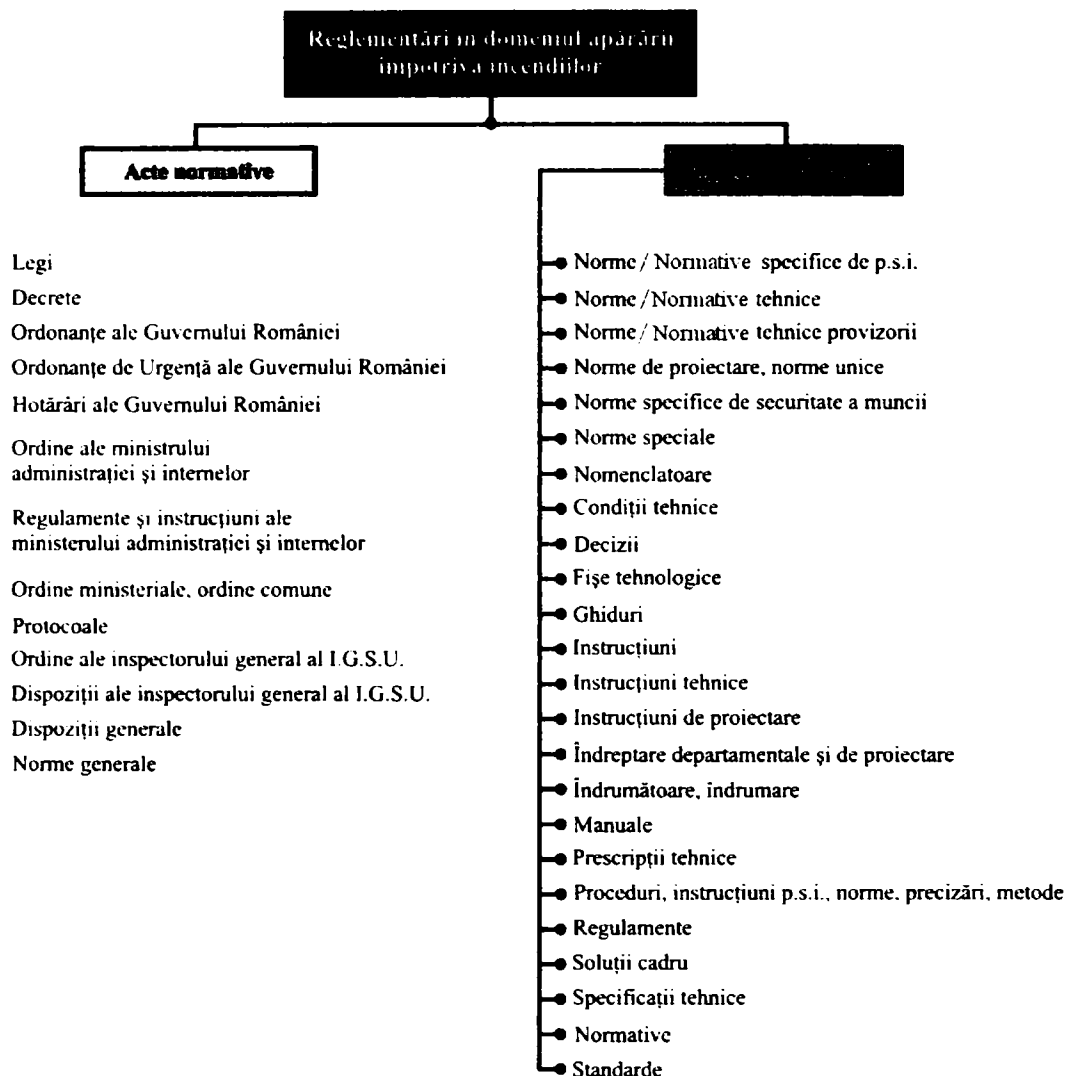 Reglementări în domeniul apărării
împotriva incendiilor
Acte normative
Legi
Decrete
Ordonanțe ale Guvernului României
Ordonanțe de Urgență ale Guvernului României
Hotărâri ale Guvernului României
Ordine ale ministrului
administrației și internelor
Regulamente și instrucțiuni ale
ministerului administrației și internelor
Ordine ministeriale, ordine comune
Protocoale
Ordine ale inspectorului general al I.G.S.U.
Dispoziții ale inspectorului general al I.G.S.U.
Dispoziții generale
Norme generale
Norme / Normative specifice de p.s.i.
Norme /Normative tehnice
Norme/ Normative tehnice provizorii
Norme de proiectare, norme unice
Norme specifice de securitate a muncii
Norme speciale
Nomenclatoare
Condiții tehnice
Decizii
Fișe tehnologice
Ghiduri
Instrucțiuni
Instrucțiuni tehnice
Instrucțiuni de proiectare
Îndreptare departamentale și de proiectare
Îndrumătoare, îndrumare
Manuale
Prescripții tehnice
Proceduri, instrucțiuni p.s.i., norme, precizări, metode
Regulamente
Soluții cadru
Specificații tehnice
Normative
Standarde